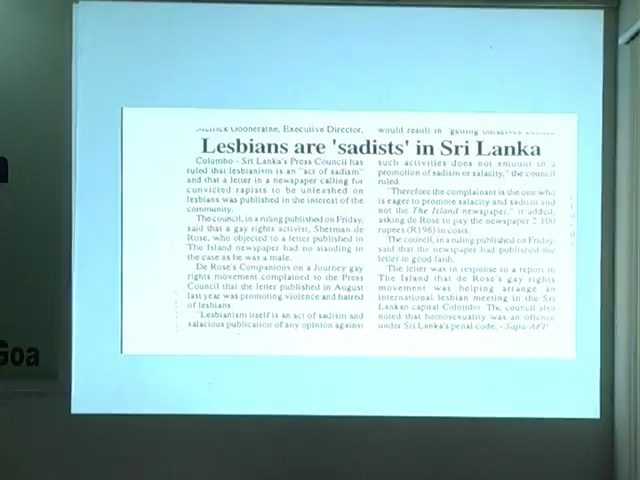 Gooneratne, Executive Director,
would result in "getting ourselves
Lesbians are 'sadists' in Sri Lanka
Colombo - Sri Lanka's Press Council has
ruled that lesbianism is an "act of sadism"
and that a letter in a newspaper calling for
convicted rapists to be unleashed on
lesbians was published in the interest of the
community.
The council, in a ruling published on Friday,
said that a gay rights activist, Sherman de
Rose, who objected to a letter published in
The Island newspaper had no standing in
the case as he was a male.
De Rose's Companions on a Journey gay
rights movement complained to the Press
Council that the letter published in August
last year was promoting violence and hatred
of lesbians.
"Lesbianism itself is an act of sadism and
salacious publication of any opinion against
such activities does not amount to a
promotion of sadism or salacity," the council
ruled.
"Therefore the complainant is the one who
is eager to promote salacity and sadism and
not the The Island newspaper," it added,
asking de Rose to pay the newspaper 2 100
rupees (R196) in costs.
The council, in a ruling published on Friday,
said that the newspaper had published the
letter in good faith.
The letter was in response to a report in
The Island that de Rose's gay rights
movement was helping arrange an
international lesbian meeting in the Sri
Lankan capital Colombo. The council also
noted that homosexuality was an offence
under Sri Lanka's penal code. - Sapa-AFP
Goa